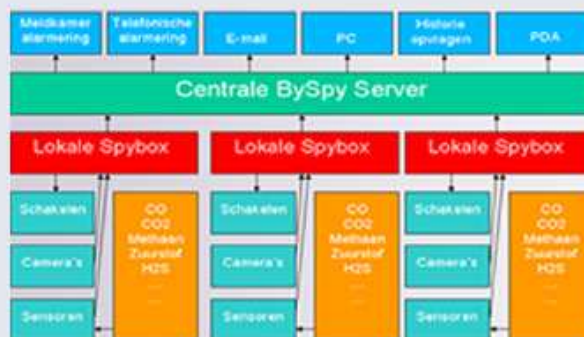 Meldkamer
alarmering
Telefonische
alarmering
E-mail
PC
Historie
opvragen
PDA
Centrale BySpy Server
Lokale Spybox
Lokale Spybox
Lokale Spybox
Schakelen
Camera's
Sensoren
CO
CO2
Methaan
Zuurstof
H2S
...
...
Schakelen
Camera's
Sensoren
CO
CO2
Methaan
Zuurstof
H2S
...
...
Schakelen
Camera's
Sensoren
CO
CO2
Methaan
Zuurstof
H2S
...
...